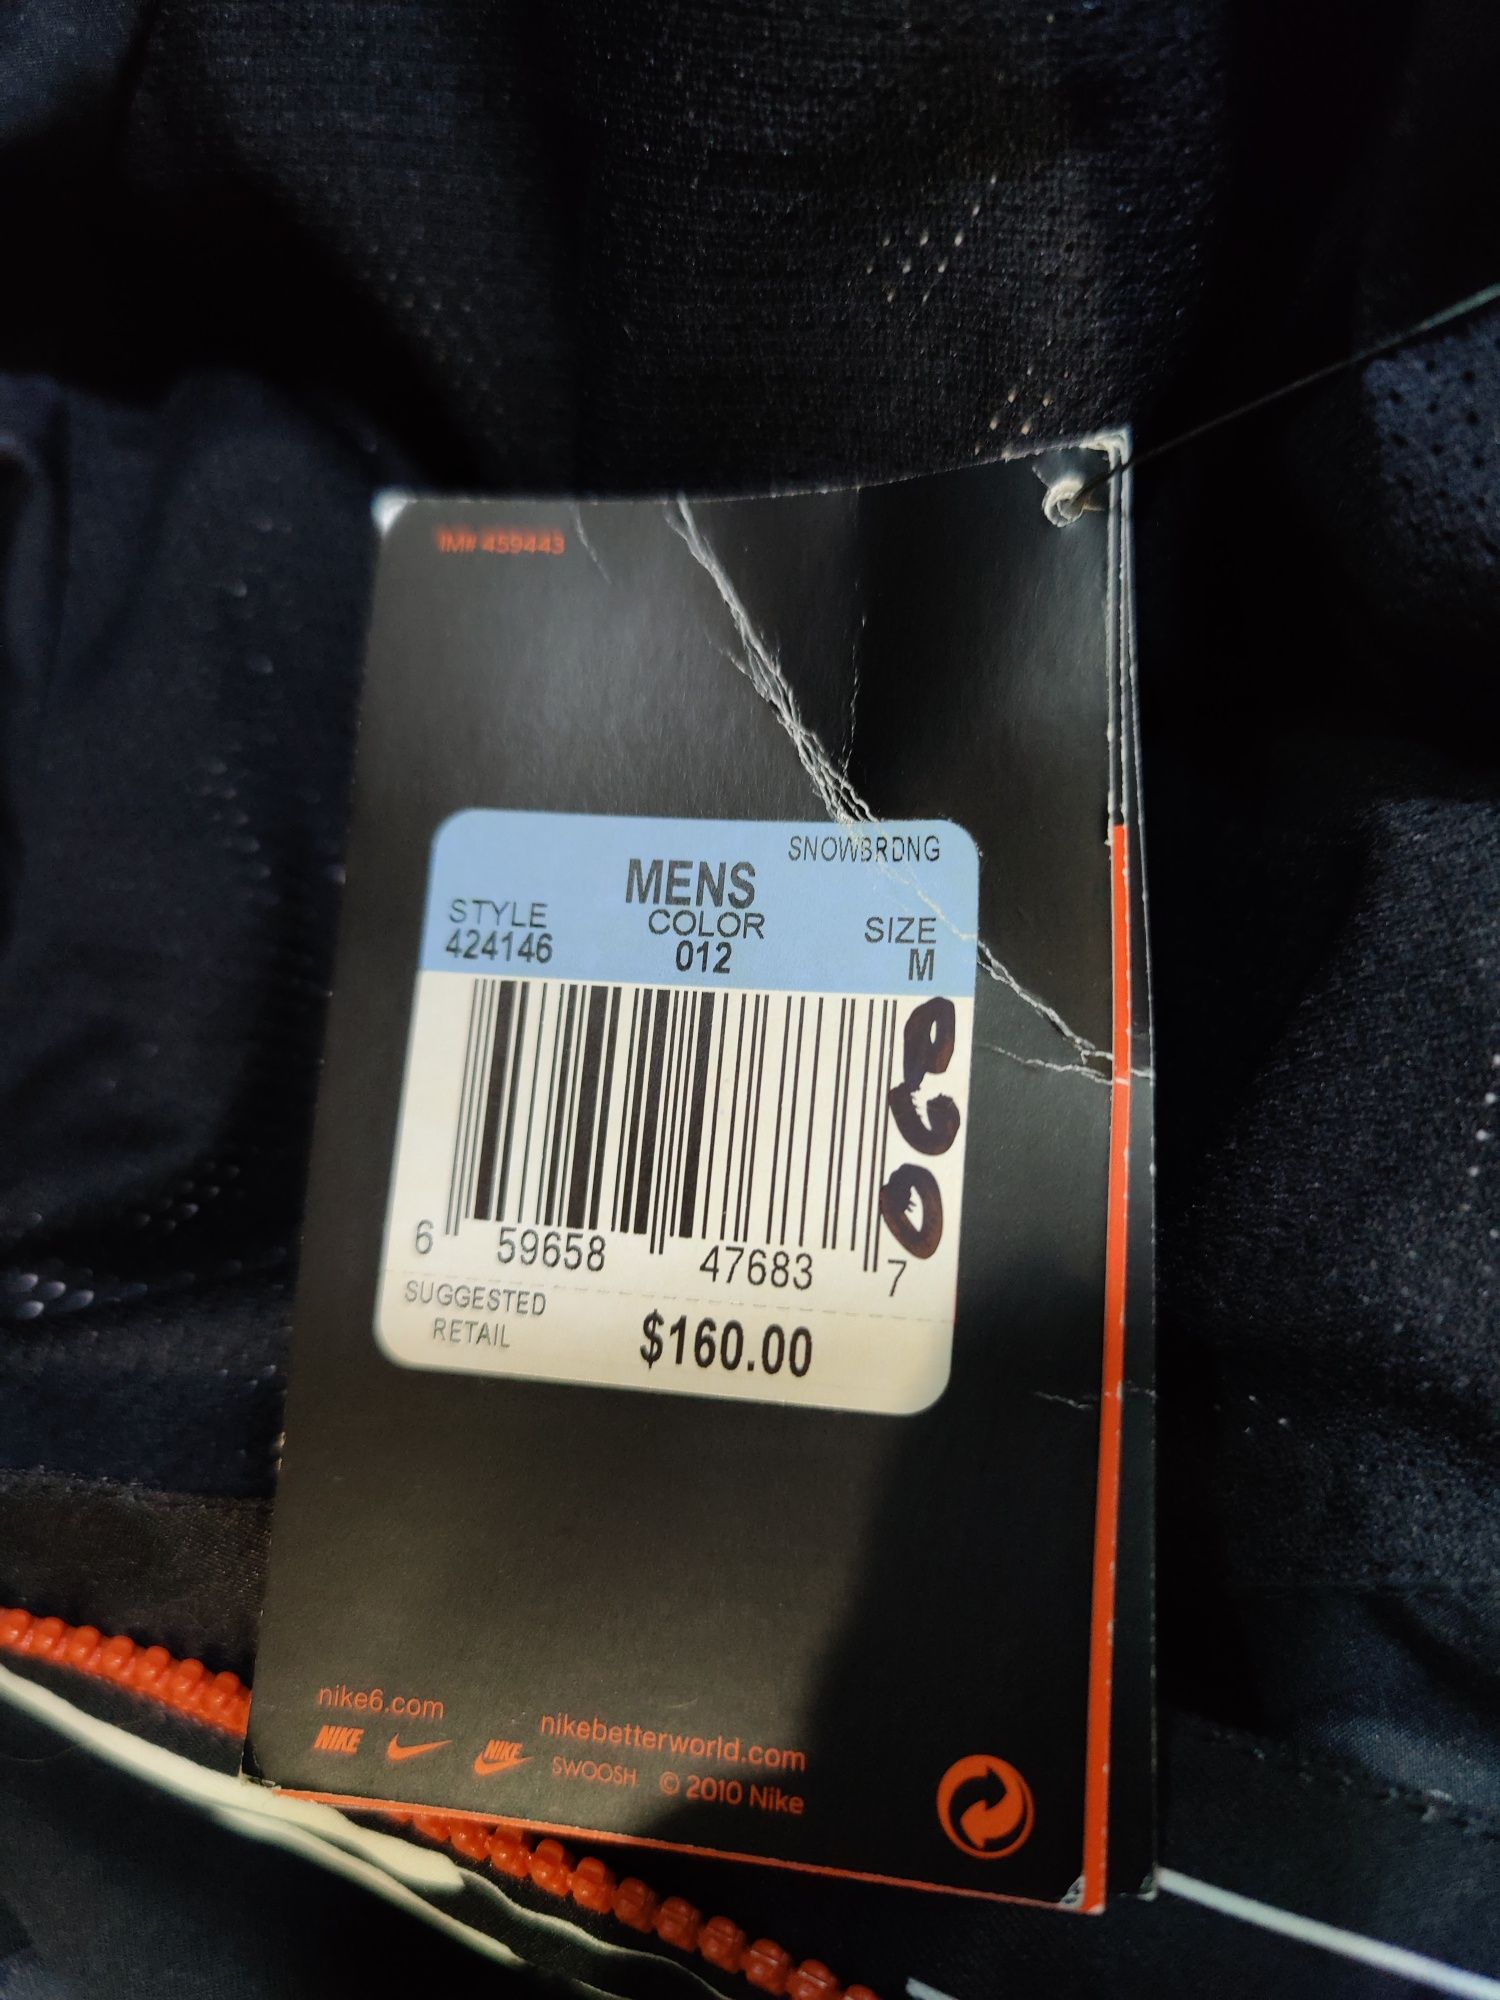 IM# 459443
SNOWBRDNG
MENS
STYLE COLOR SIZE
424146 012 M
6 59658 47683 7
SUGGESTED
RETAIL $160.00
nike6.com nikebetterworld.com
NIKE NIKE SWOOSH © 2010 Nike